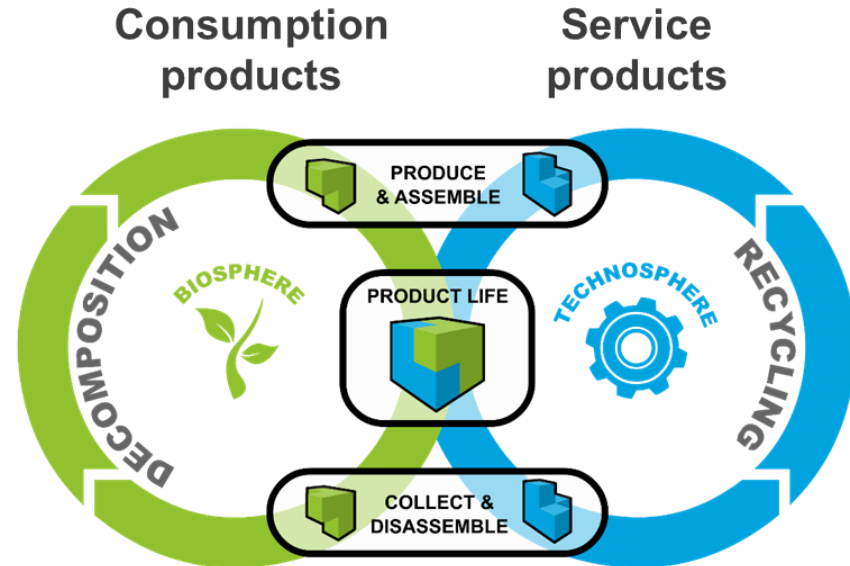 Consumption
products
Service
products
PRODUCE
& ASSEMBLE
DECOMPOSITION
BIOSPHERE
PRODUCT LIFE
TECHNOSPHERE
RECYCLING
COLLECT &
DISASSEMBLE